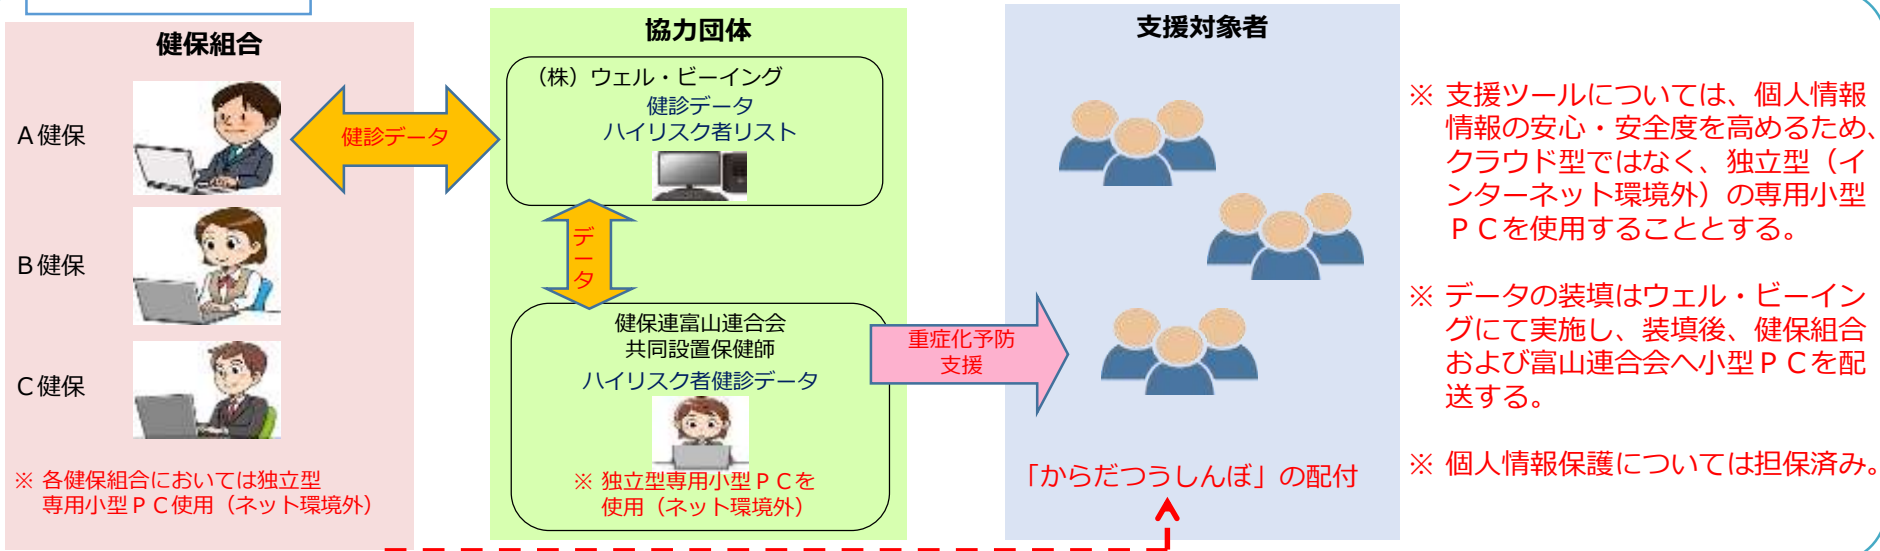 健保組合
A健保
B健保
C健保
※ 各健保組合においては独立型
専用小型PC使用（ネット環境外）
健診データ
協力団体
（株）ウェル・ビーイング
健診データ
ハイリスク者リスト
データ
健保連富山連合会
共同設置保健師
ハイリスク者健診データ
※ 独立型専用小型PCを
使用（ネット環境外）
重症化予防
支援
支援対象者
「からだつうしんぼ」の配付
※ 支援ツールについては、個人情報
情報の安心・安全度を高めるため、
クラウド型ではなく、独立型（イ
ンターネット環境外）の専用小型
PCを使用することとする。
※ データの装填はウェル・ビーイン
グにて実施し、装填後、健保組合
および富山連合会へ小型PCを配
送する。
※ 個人情報保護については担保済み。